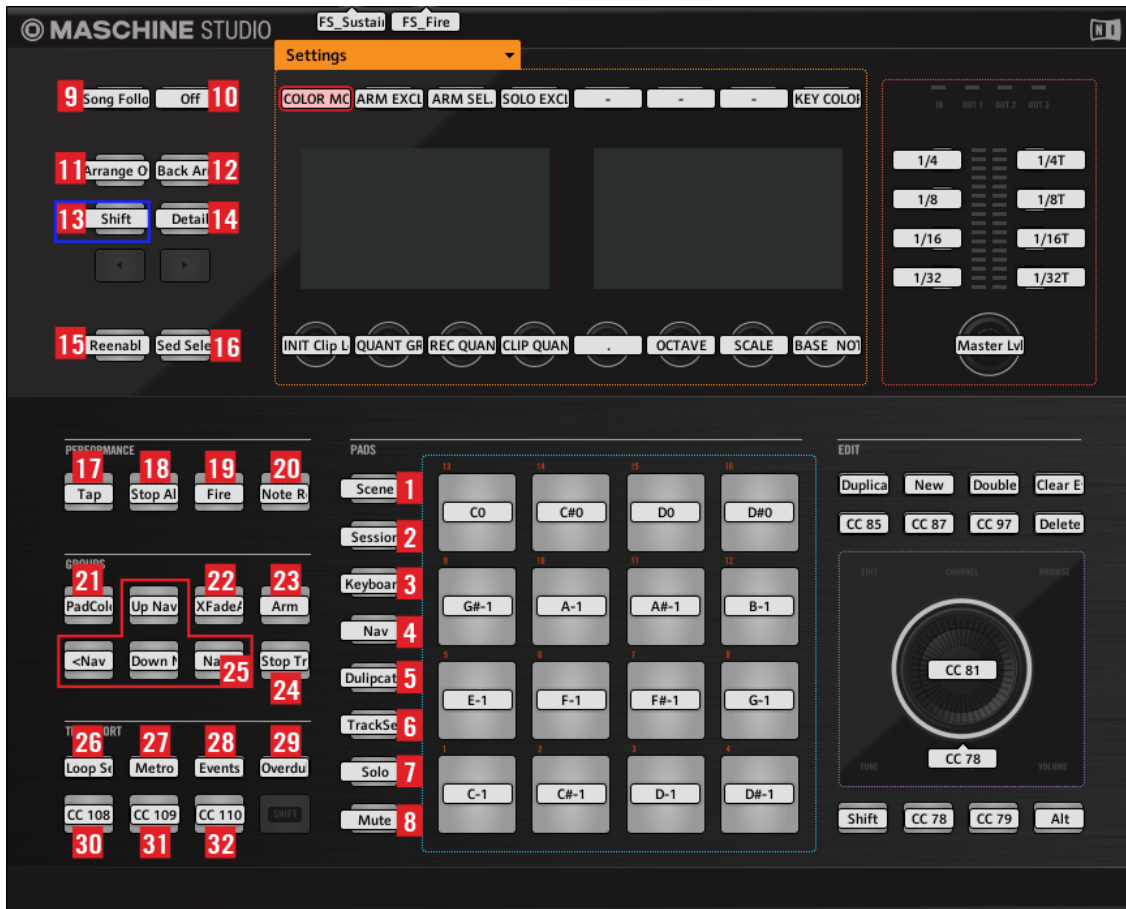 MASCHINE STUDIO
FS_Sustai FS_Fire
Settings
9 Song Follo Off 10
COLOR MC ARM EXCL ARM SEL. SOLO EXCL - - - KEY COLOR
IN OUT 1 OUT 2 OUT 3
11 Arrange O Back Ar 12
1/4 1/4T
13 Shift Detail 14
1/8 1/8T
1/16 1/16T
1/32 1/32T
15 Reenabl Sed Sele 16
INIT Clip L QUANT GR REC QUAN CLIP QUAN . OCTAVE SCALE BASE NOT
Master Lvl
PERFORMANCE
17 18 19 20
Tap Stop Al Fire Note R
PADS
EDIT
Scene 1
13 14 15 16
C0 C#0 D0 D#0
Duplica New Double Clear E
Session 2
CC 85 CC 87 CC 97 Delete
GROUPS
21 22 23
PadColo Up Nav XFadeA Arm
Keyboar 3
9 10 11 12
G#-1 A-1 A#-1 B-1
EDIT CHANNEL BROWSE
Nav 4
<Nav Down N Na 25 Stop Tr
24
Dulipcat 5
5 6 7 8
E-1 F-1 F#-1 G-1
CC 81
TrackSe 6
26 27 28 29
Loop Se Metro Events Overdu
Solo 7
1 2 3 4
C-1 C#-1 D-1 D#-1
CC 78
TUNE VOLUME
CC 108 CC 109 CC 110 SHIFT
30 31 32
Mute 8
Shift CC 78 CC 79 Alt